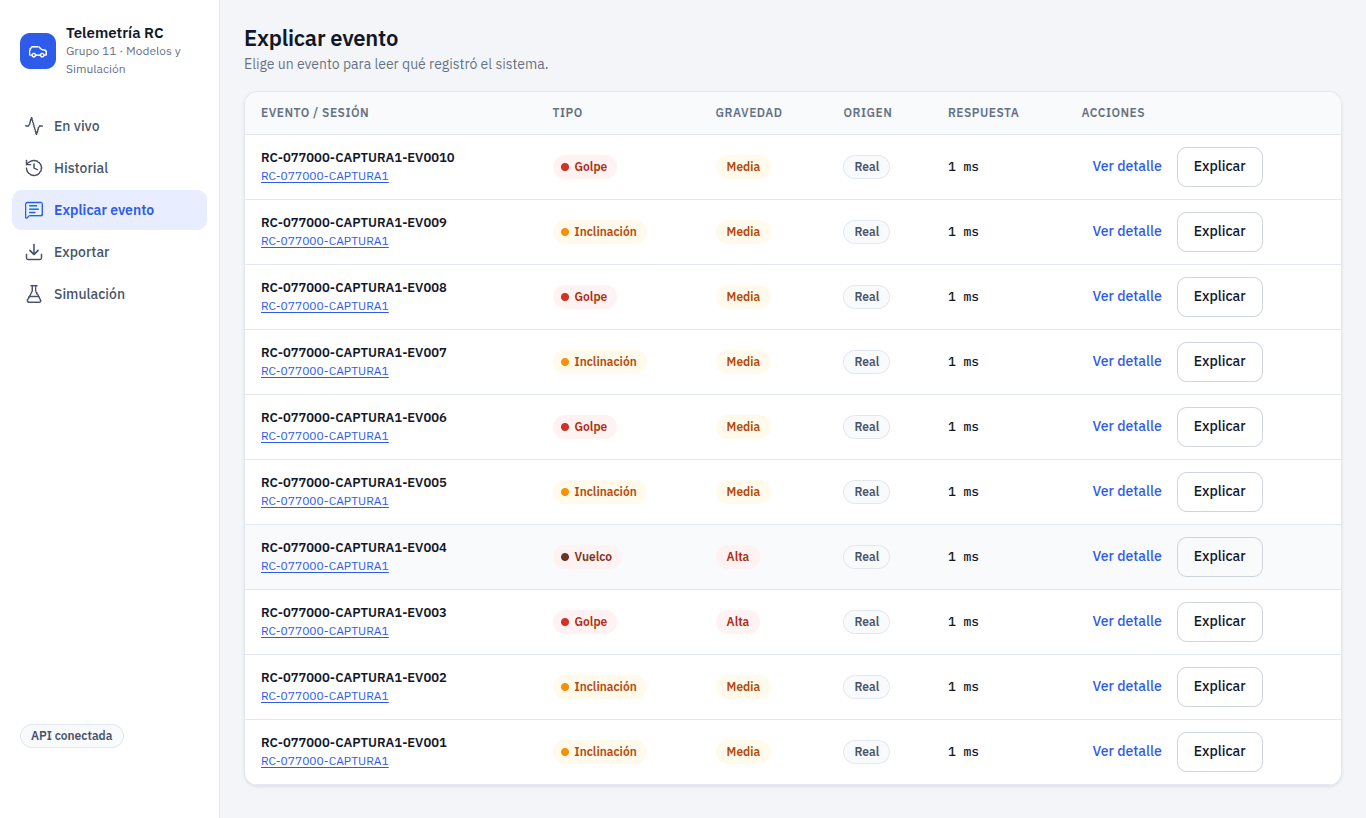 Telemetría RC
Grupo 11 · Modelos y
Simulación
En vivo
Historial
Explicar evento
Exportar
Simulación
API conectada
Explicar evento
Elige un evento para leer qué registró el sistema.
EVENTO / SESIÓN TIPO GRAVEDAD ORIGEN RESPUESTA ACCIONES
RC-077000-CAPTURA1-EV0010
RC-077000-CAPTURA1
Golpe Media Real 1 ms Ver detalle Explicar
RC-077000-CAPTURA1-EV009
RC-077000-CAPTURA1
Inclinación Media Real 1 ms Ver detalle Explicar
RC-077000-CAPTURA1-EV008
RC-077000-CAPTURA1
Golpe Media Real 1 ms Ver detalle Explicar
RC-077000-CAPTURA1-EV007
RC-077000-CAPTURA1
Inclinación Media Real 1 ms Ver detalle Explicar
RC-077000-CAPTURA1-EV006
RC-077000-CAPTURA1
Golpe Media Real 1 ms Ver detalle Explicar
RC-077000-CAPTURA1-EV005
RC-077000-CAPTURA1
Inclinación Media Real 1 ms Ver detalle Explicar
RC-077000-CAPTURA1-EV004
RC-077000-CAPTURA1
Vuelco Alta Real 1 ms Ver detalle Explicar
RC-077000-CAPTURA1-EV003
RC-077000-CAPTURA1
Golpe Alta Real 1 ms Ver detalle Explicar
RC-077000-CAPTURA1-EV002
RC-077000-CAPTURA1
Inclinación Media Real 1 ms Ver detalle Explicar
RC-077000-CAPTURA1-EV001
RC-077000-CAPTURA1
Inclinación Media Real 1 ms Ver detalle Explicar